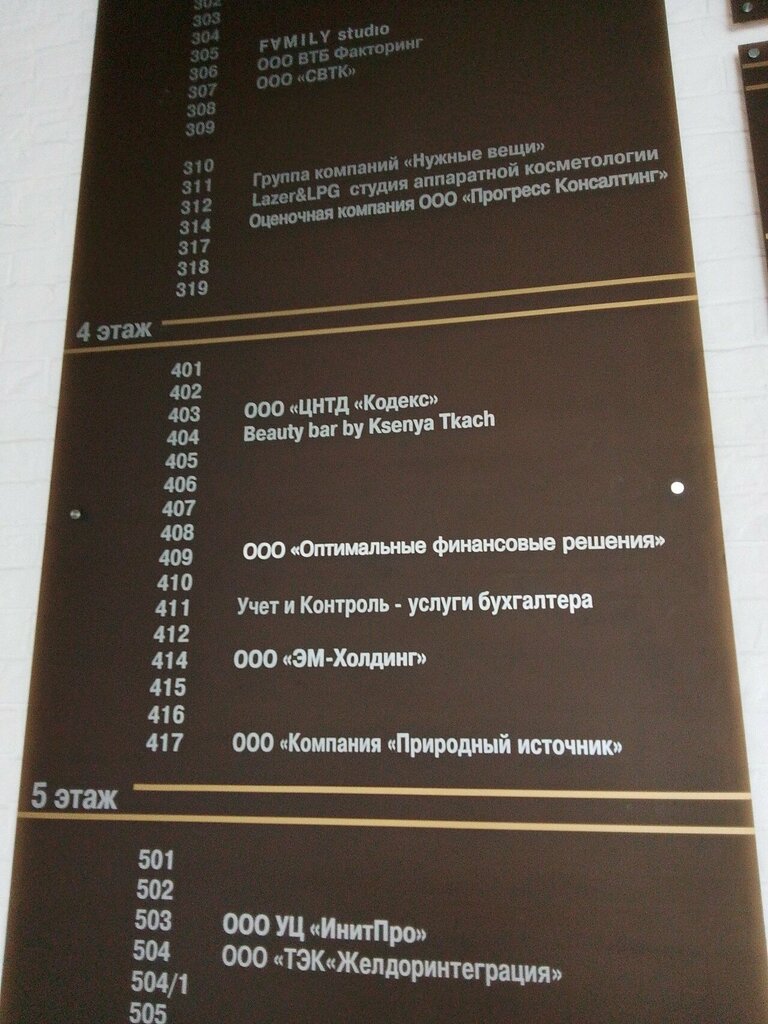 302
303
304 FAMILY studio
305 ООО ВТБ Факторинг
306 ООО «СВТК»
307
308
309
310 Группа компаний «Нужные вещи»
311 Lazer&LPG студия аппаратной косметологии
312 Оценочная компания ООО «Прогресс Консалтинг»
314
317
318
319
4 этаж
401
402
403 ООО «ЦНТД «Кодекс»
404 Beauty bar by Ksenya Tkach
405
406
407
408
409 ООО «Оптимальные финансовые решения»
410
411 Учет и Контроль - услуги бухгалтера
412
414 ООО «ЭМ-Холдинг»
415
416
417 ООО «Компания «Природный источник»
5 этаж
501
502
503 ООО УЦ «ИнитПро»
504 ООО «ТЭК«Желдоринтеграция»
504/1
505